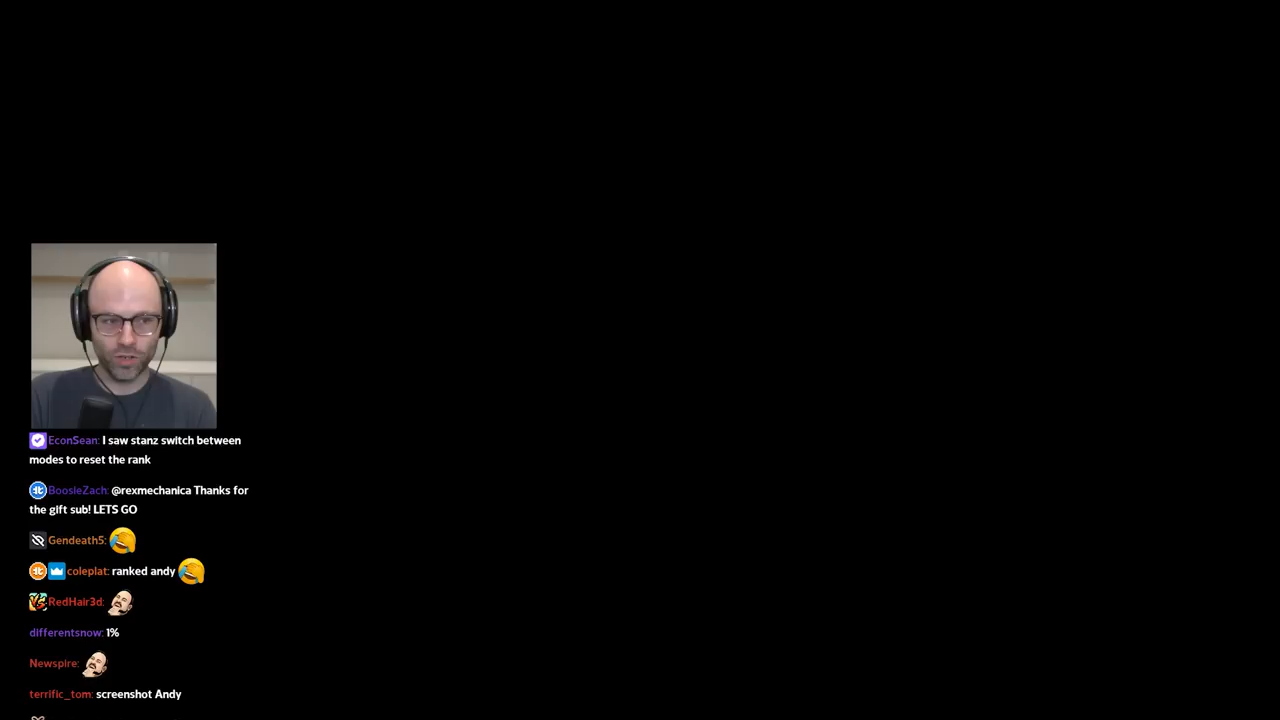 EconSean: I saw stanz switch between
modes to reset the rank
BoosieZach: @rexmechanica Thanks for
the gift sub! LETS GO
Gendeath5:
coleplat: ranked andy
RedHair3d:
differentsnow: 1%
Newspire:
terrific_tom: screenshot Andy